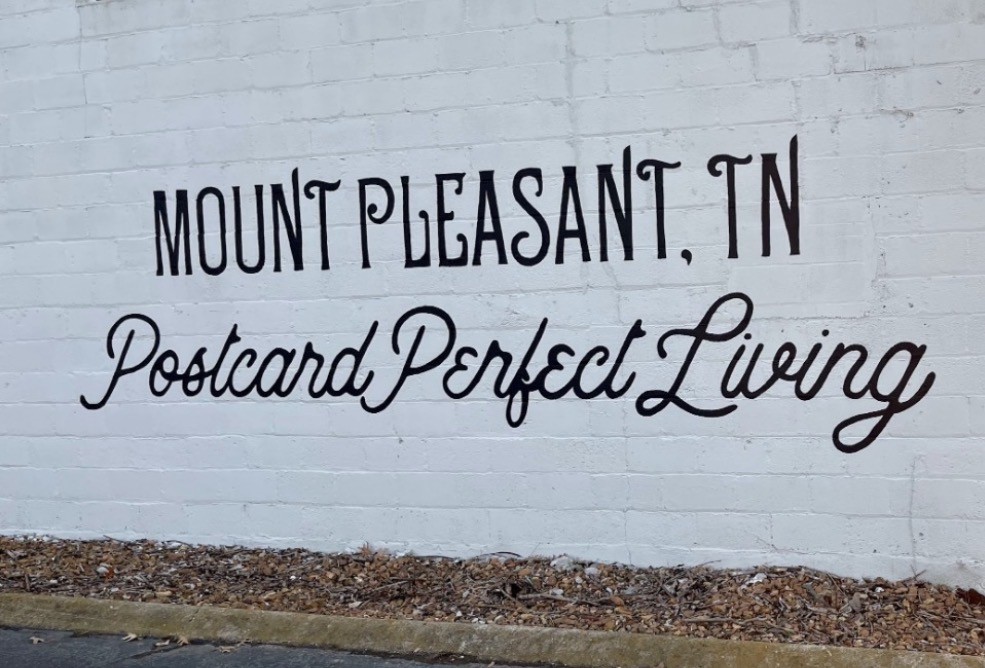 MOUNT PLEASANT, TN
Postcard Perfect Living